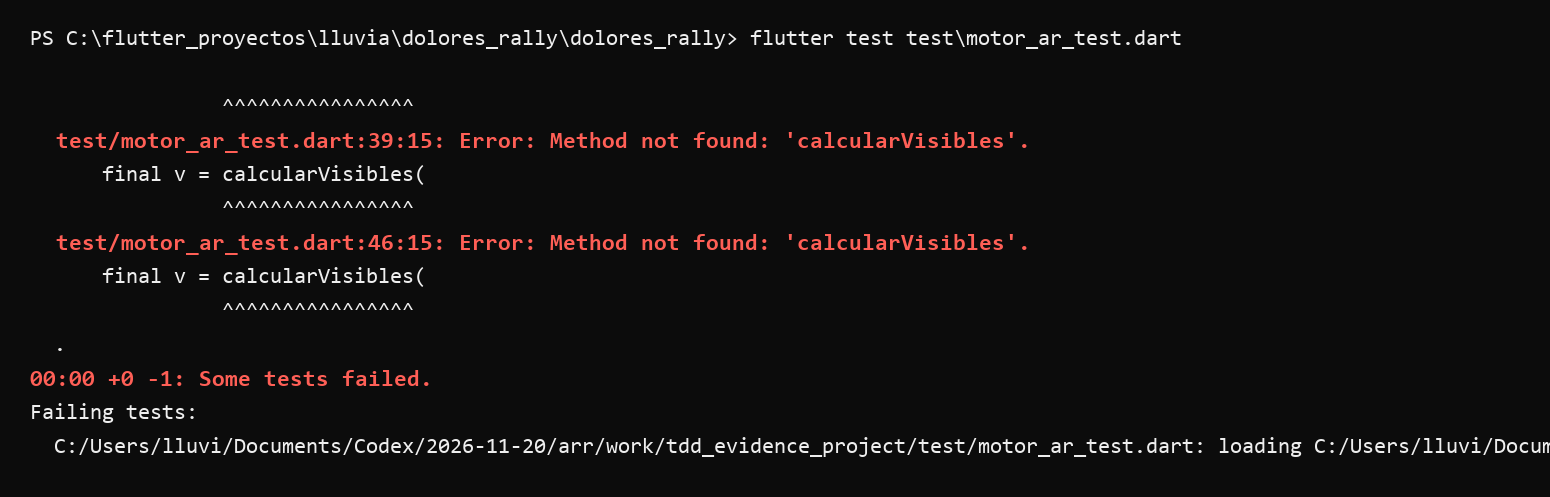 PS C:\flutter_proyectos\lluvia\dolores_rally\dolores_rally> flutter test test\motor_ar_test.dart
^^^^^^^^^^^^^^^^
test/motor_ar_test.dart:39:15: Error: Method not found: 'calcularVisibles'.
final v = calcularVisibles(
^^^^^^^^^^^^^^^^
test/motor_ar_test.dart:46:15: Error: Method not found: 'calcularVisibles'.
final v = calcularVisibles(
^^^^^^^^^^^^^^^^
.
00:00 +0 -1: Some tests failed.
Failing tests:
C:/Users/lluvi/Documents/Codex/2026-11-20/arr/work/tdd_evidence_project/test/motor_ar_test.dart: loading C:/Users/lluvi/Docum